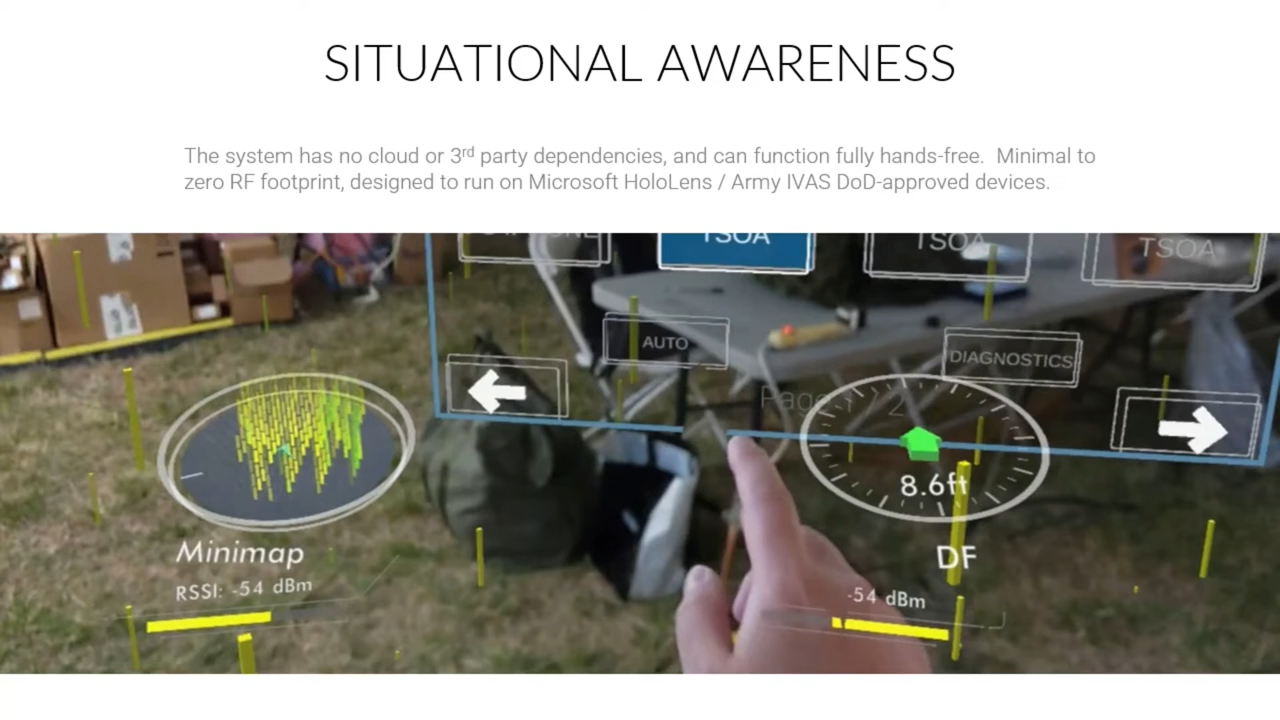 SITUATIONAL AWARENESS
The system has no cloud or 3rd party dependencies, and can function fully hands-free. Minimal to
zero RF footprint, designed to run on Microsoft HoloLens / Army IVAS DoD-approved devices.
TSOA TSOA TSOA
AUTO DIAGNOSTICS
Page 2
8.6ft
Minimap DF
RSSI: -54 dBm -54 dBm